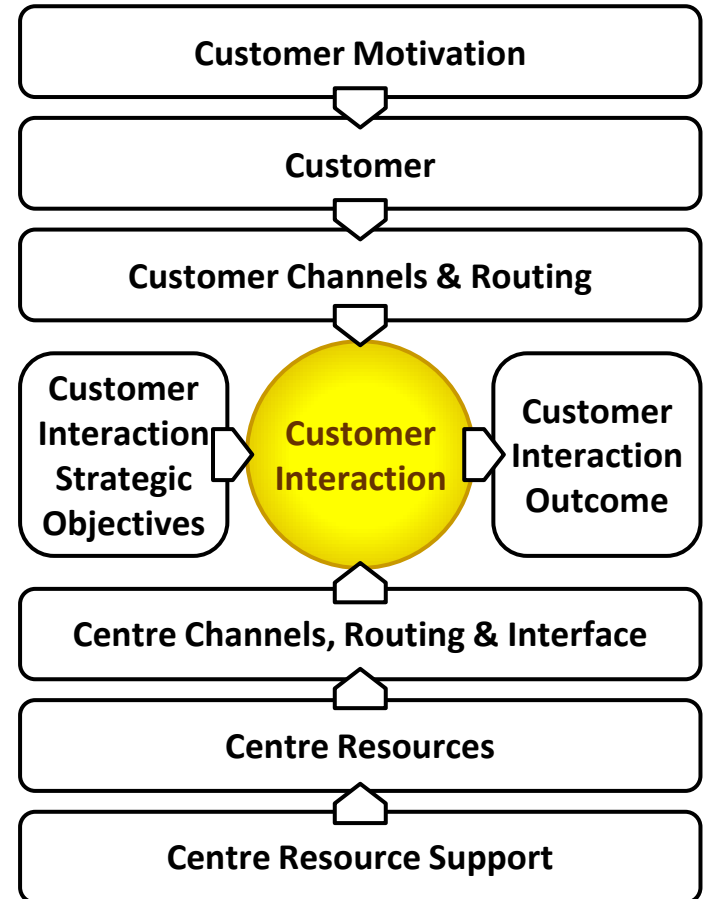 Customer Motivation
Customer
Customer Channels & Routing
Customer
Interaction
Strategic
Objectives
Customer
Interaction
Customer
Interaction
Outcome
Centre Channels, Routing & Interface
Centre Resources
Centre Resource Support